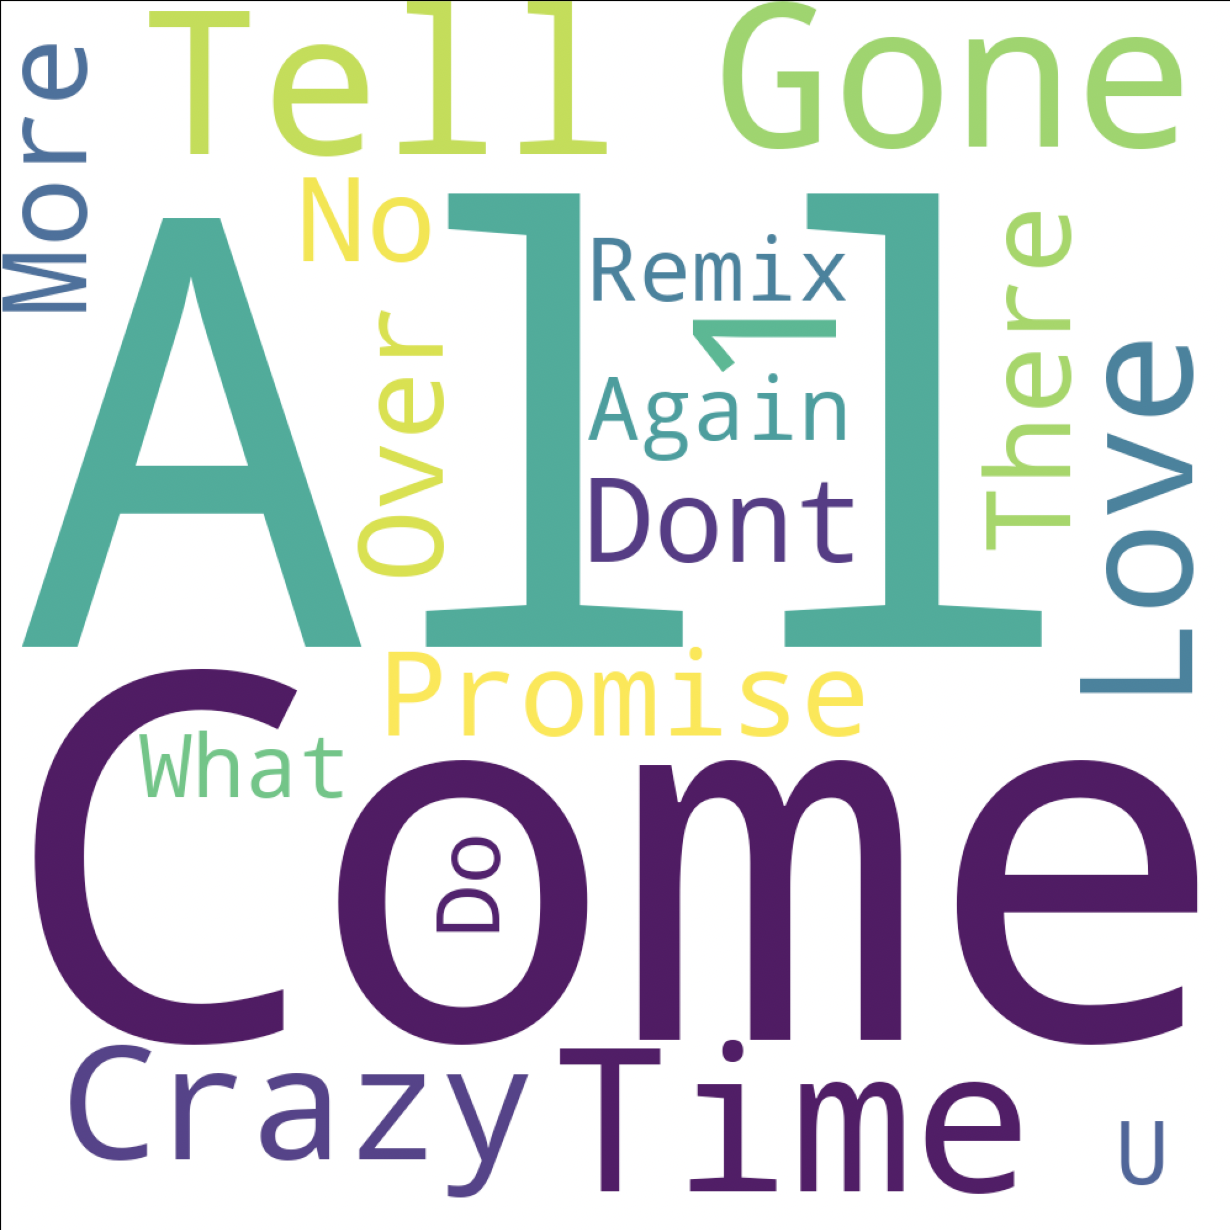 More
Tell
Gone
No
All
Remix
1
There
Over
Again
Love
Dont
Promise
Come
What
Do
Crazy
Time
U